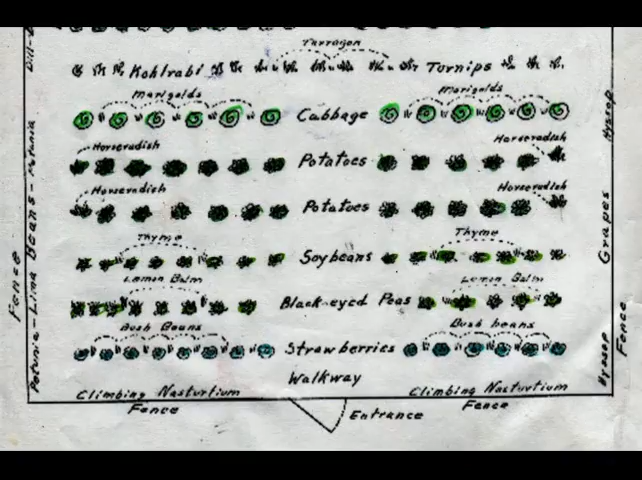 Tarragon
Kohlrabi Turnips
Marigolds Marigolds
Cabbage
Horseradish Horseradish
Potatoes
Horseradish Horseradish
Potatoes
Thyme Thyme
Soybeans
Lemon Balm Lemon Balm
Black-eyed Peas
Bush Beans Bush beans
Strawberries
Walkway
Climbing Nasturtium Climbing Nasturtium
Fence Entrance Fence
Fence
Petunia - Lima Beans - Petunia
Dill-
Hyssop
Grapes
Hyssop
Fence